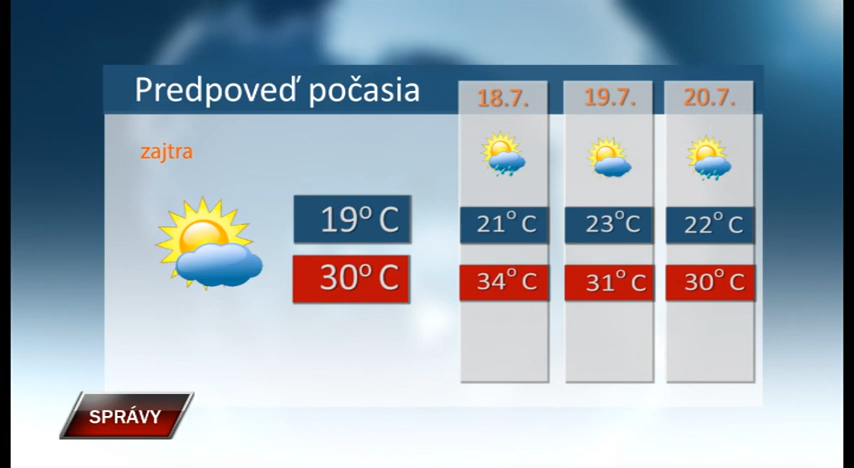 Predpoveď počasia
zajtra
19° C
30° C
18.7.
21° C
34° C
19.7.
23°C
31° C
20.7.
22° C
30° C
SPRÁVY